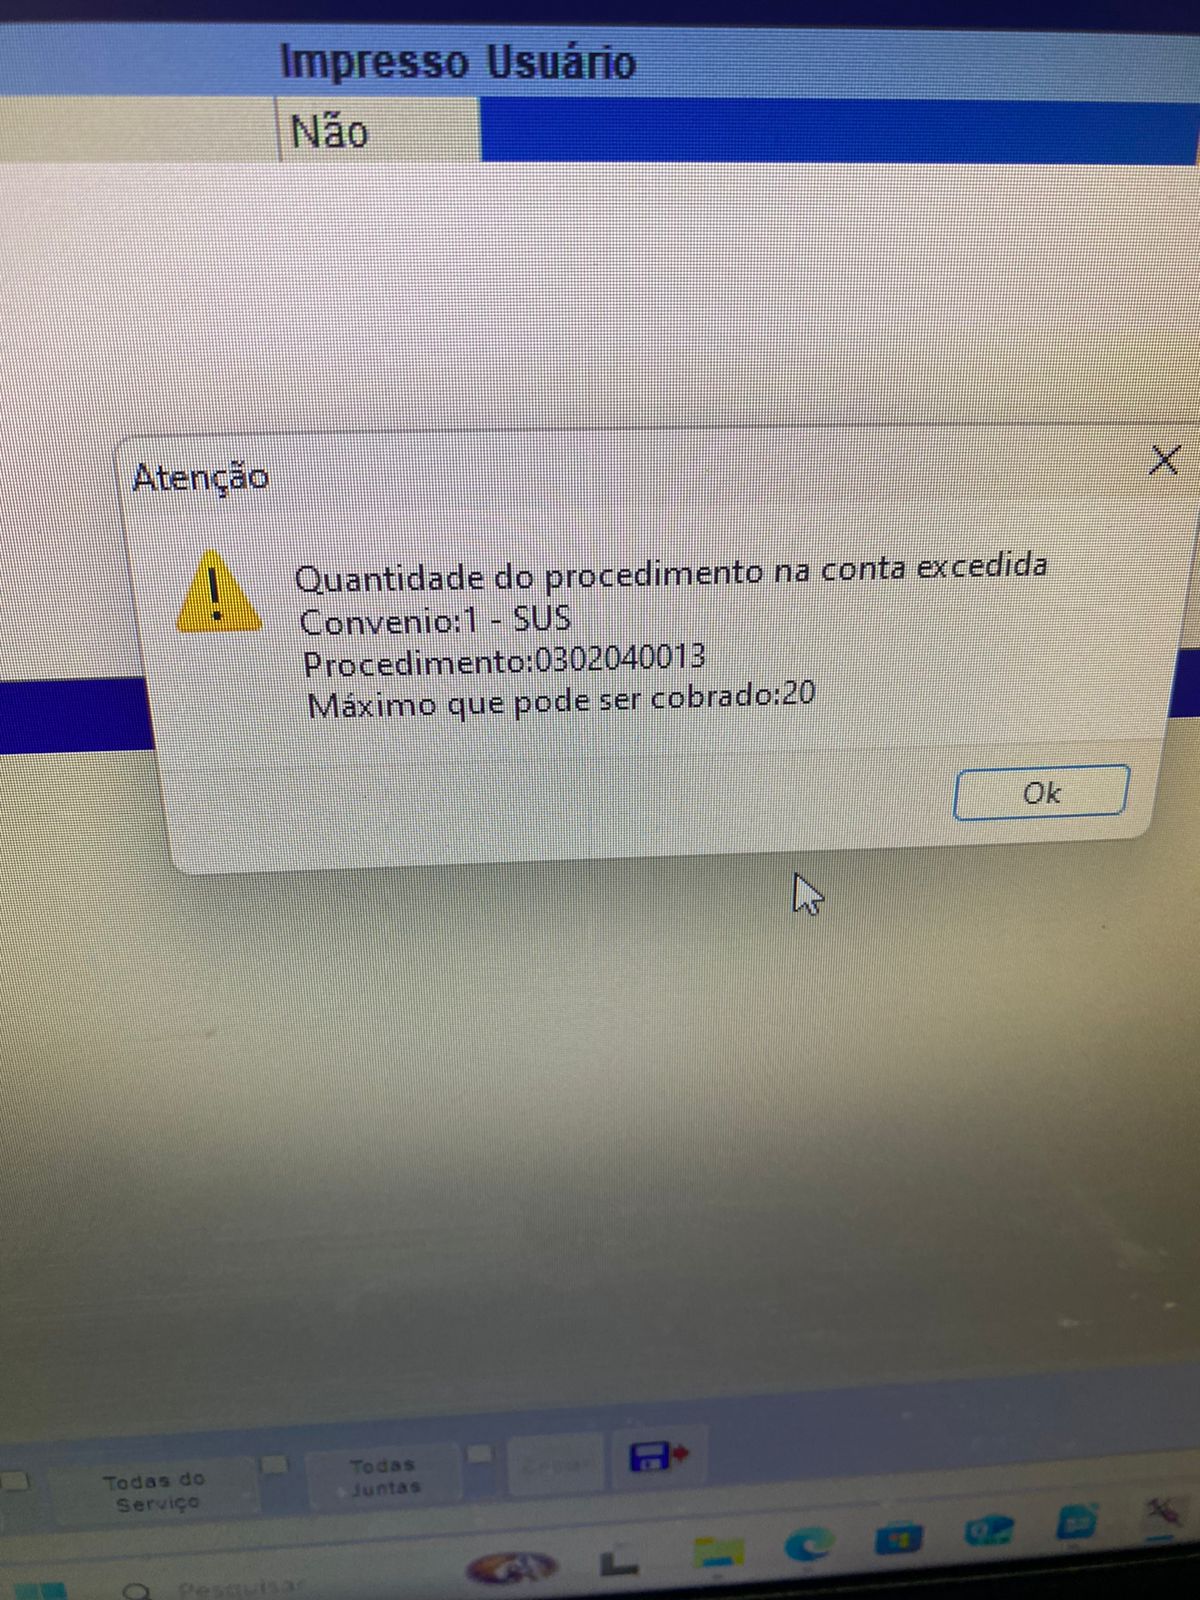 Impresso Usuário
Não
Atenção
Quantidade do procedimento na conta excedida
Convenio:1 - SUS
Procedimento:0302040013
Máximo que pode ser cobrado:20
Ok
Todas do
Serviço
Todas
Juntas
Pesquisar